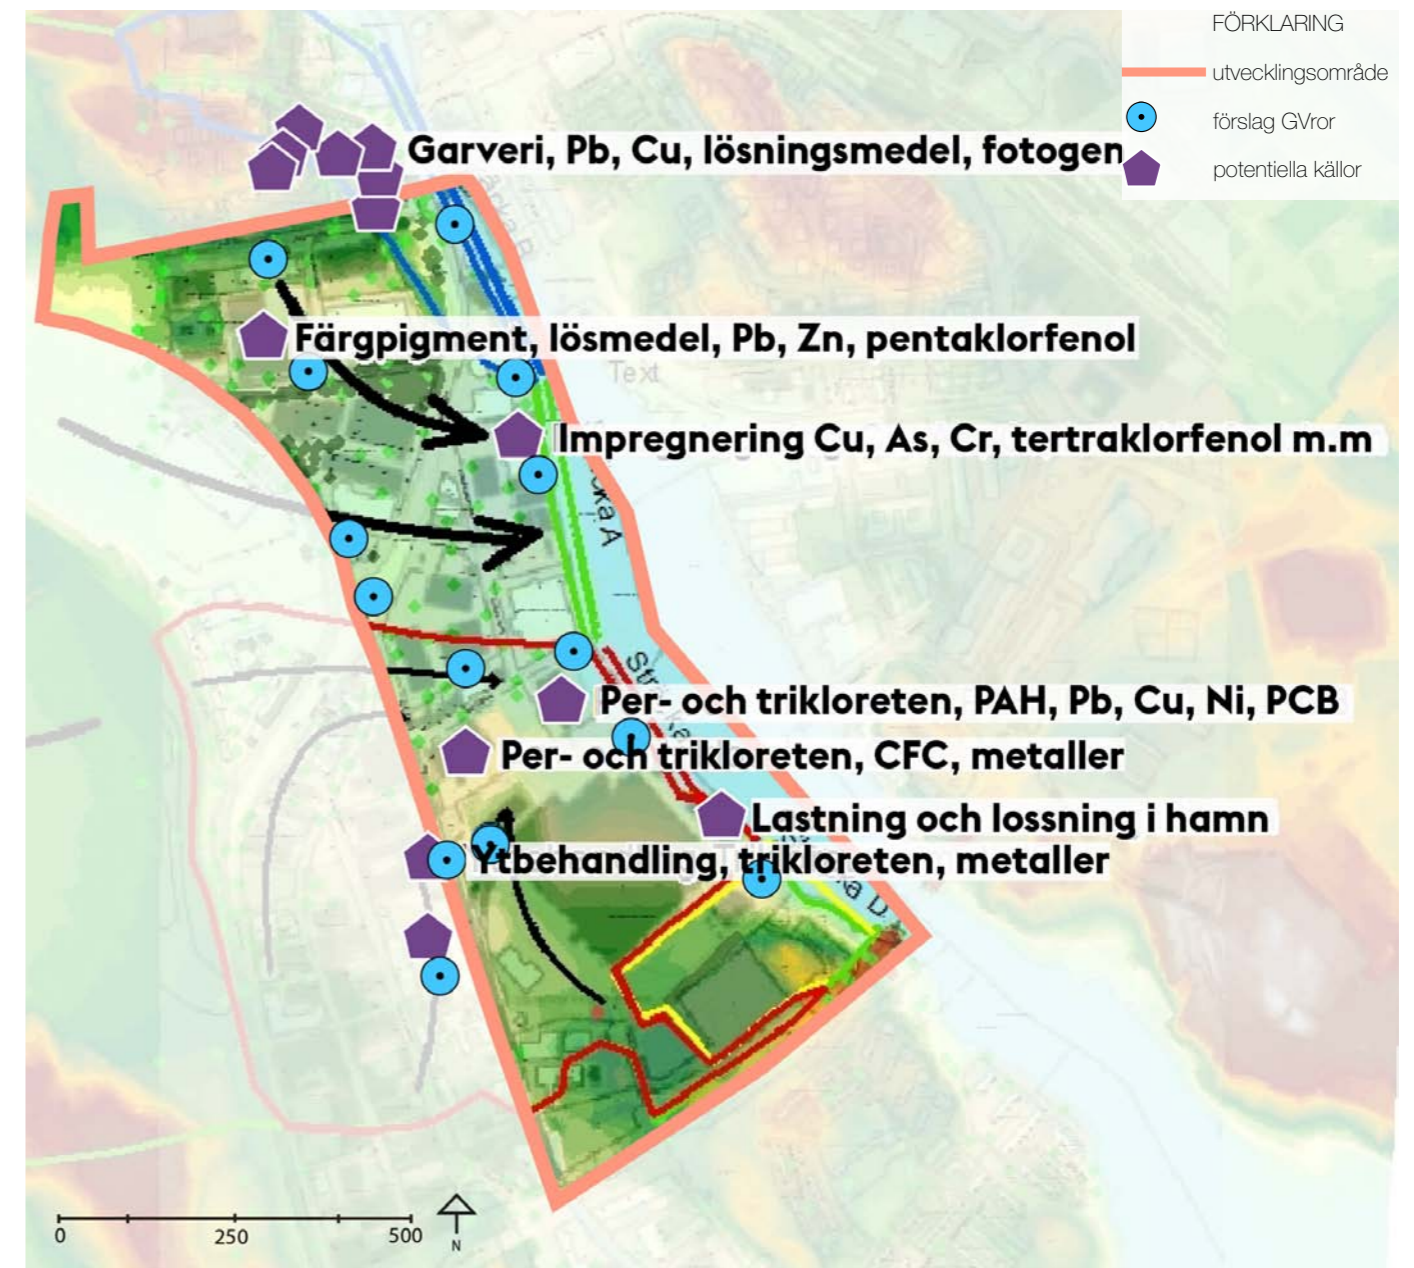 FÖRKLARING
utvecklingsområde
förslag GVror
potentiella källor
Garveri, Pb, Cu, lösningsmedel, fotogen
Färgpigment, lösmedel, Pb, Zn, pentaklorfenol
Text
Impregnering Cu, As, Cr, tertraklorfenol m.m
Per- och trikloreten, PAH, Pb, Cu, Ni, PCB
Per- och trikloreten, CFC, metaller
Lastning och lossning i hamn
Ytbehandling, trikloreten, metaller
0 250 500
N